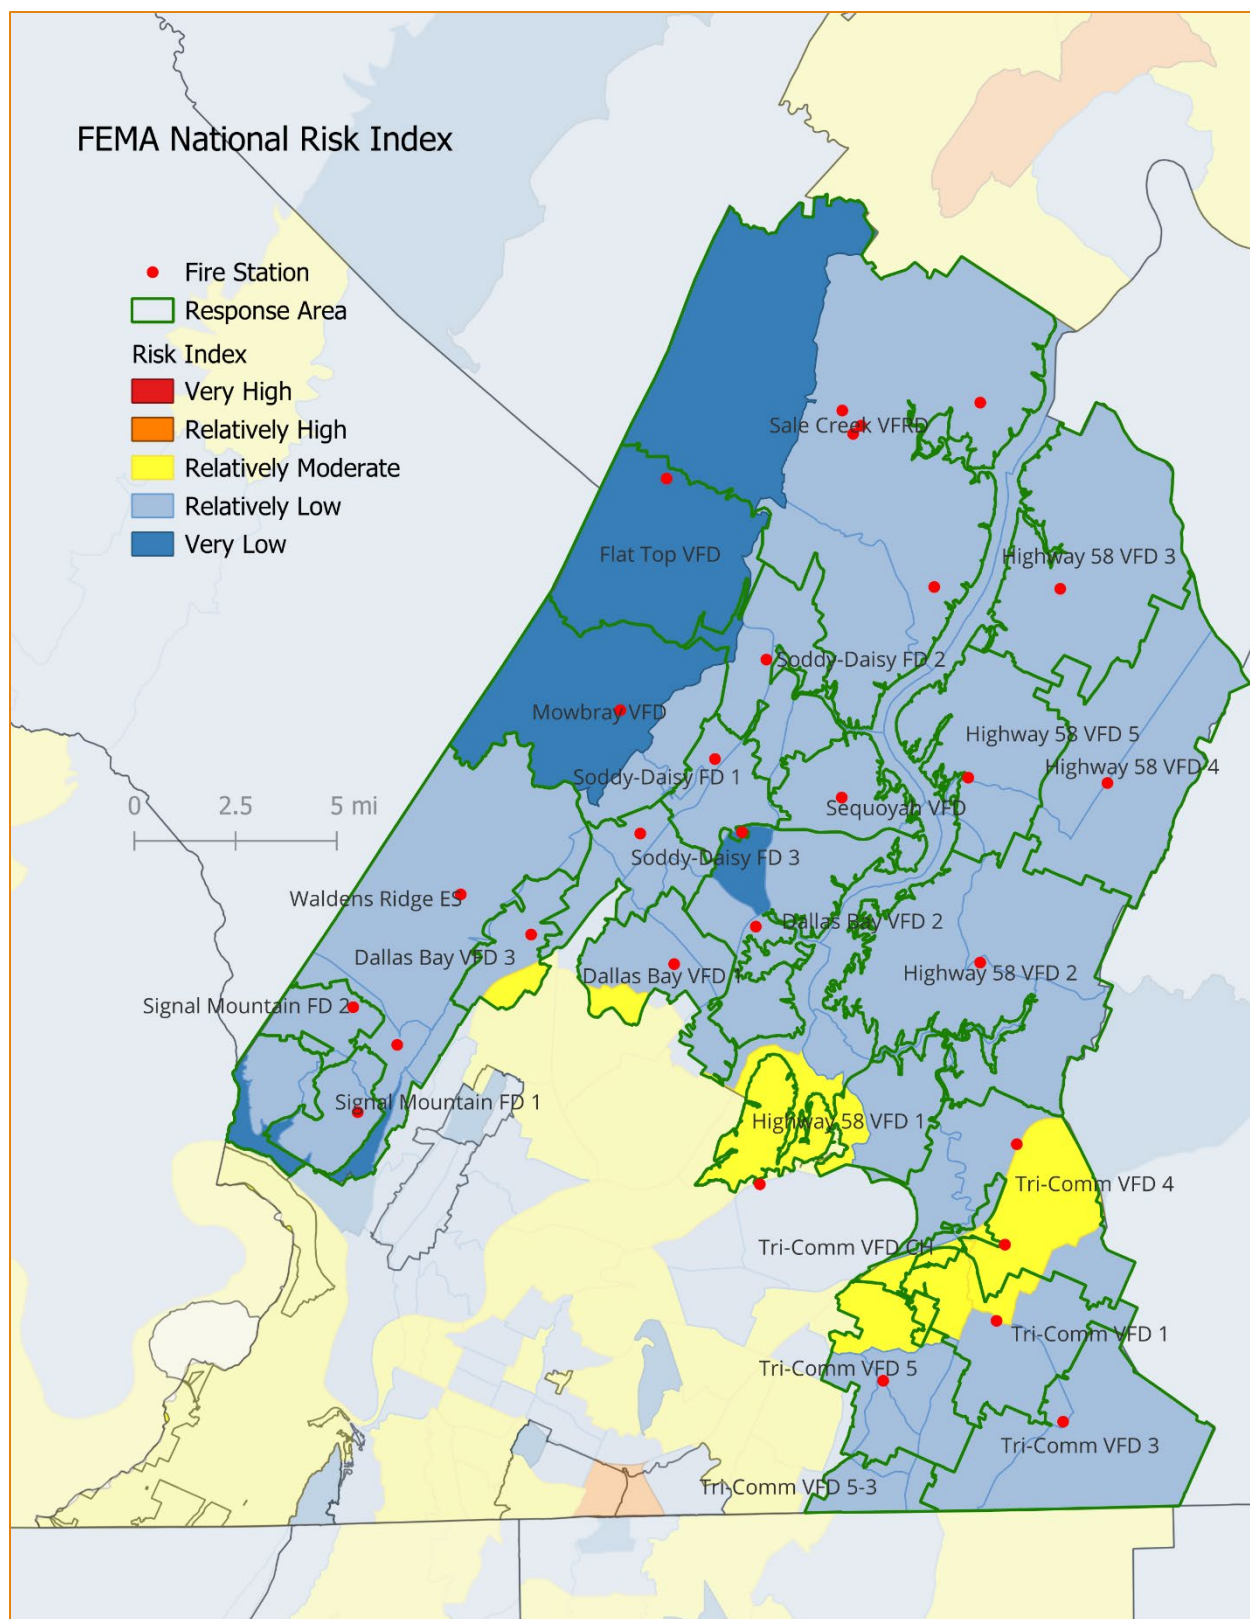 FEMA National Risk Index
Fire Station
Response Area
Risk Index
Very High
Relatively High
Relatively Moderate
Relatively Low
Very Low
Sale Creek VFRD
Flat Top VFD
Highway 58 VFD 3
Soddy-Daisy FD 2
Mowbray VFD
Highway 58 VFD 5
Highway 58 VFD 4
Soddy-Daisy FD 1
0 2.5 5 mi
Sequoyah VFD
Soddy-Daisy FD 3
Waldens Ridge ES
Dallas Bay VFD 2
Dallas Bay VFD 3
Dallas Bay VFD 1
Highway 58 VFD 2
Signal Mountain FD 2
Signal Mountain FD 1
Highway 58 VFD 1
Tri-Comm VFD 4
Tri-Comm VFD CH
Tri-Comm VFD 1
Tri-Comm VFD 5
Tri-Comm VFD 3
Tri-Comm VFD 5-3